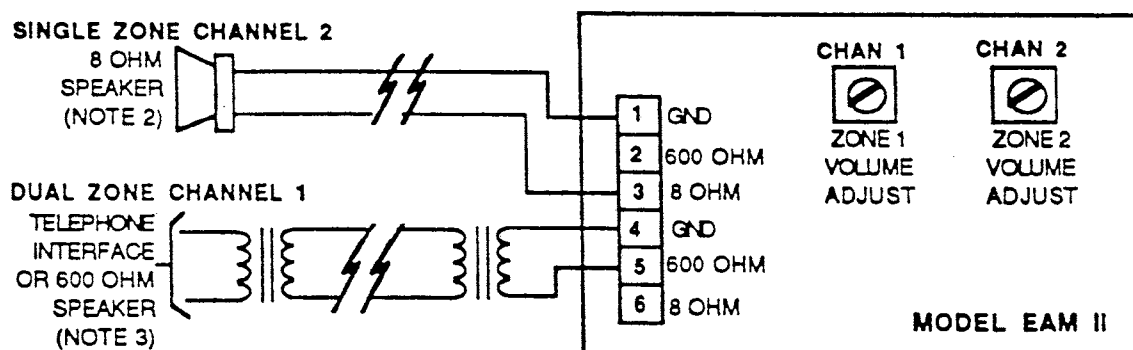 SINGLE ZONE CHANNEL 2
8 OHM
SPEAKER
(NOTE 2)
DUAL ZONE CHANNEL 1
TELEPHONE
INTERFACE
OR 600 OHM
SPEAKER
(NOTE 3)
1 GND
2 600 OHM
3 8 OHM
4 GND
5 600 OHM
6 8 OHM
CHAN 1
ZONE 1
VOLUME
ADJUST
CHAN 2
ZONE 2
VOLUME
ADJUST
MODEL EAM II